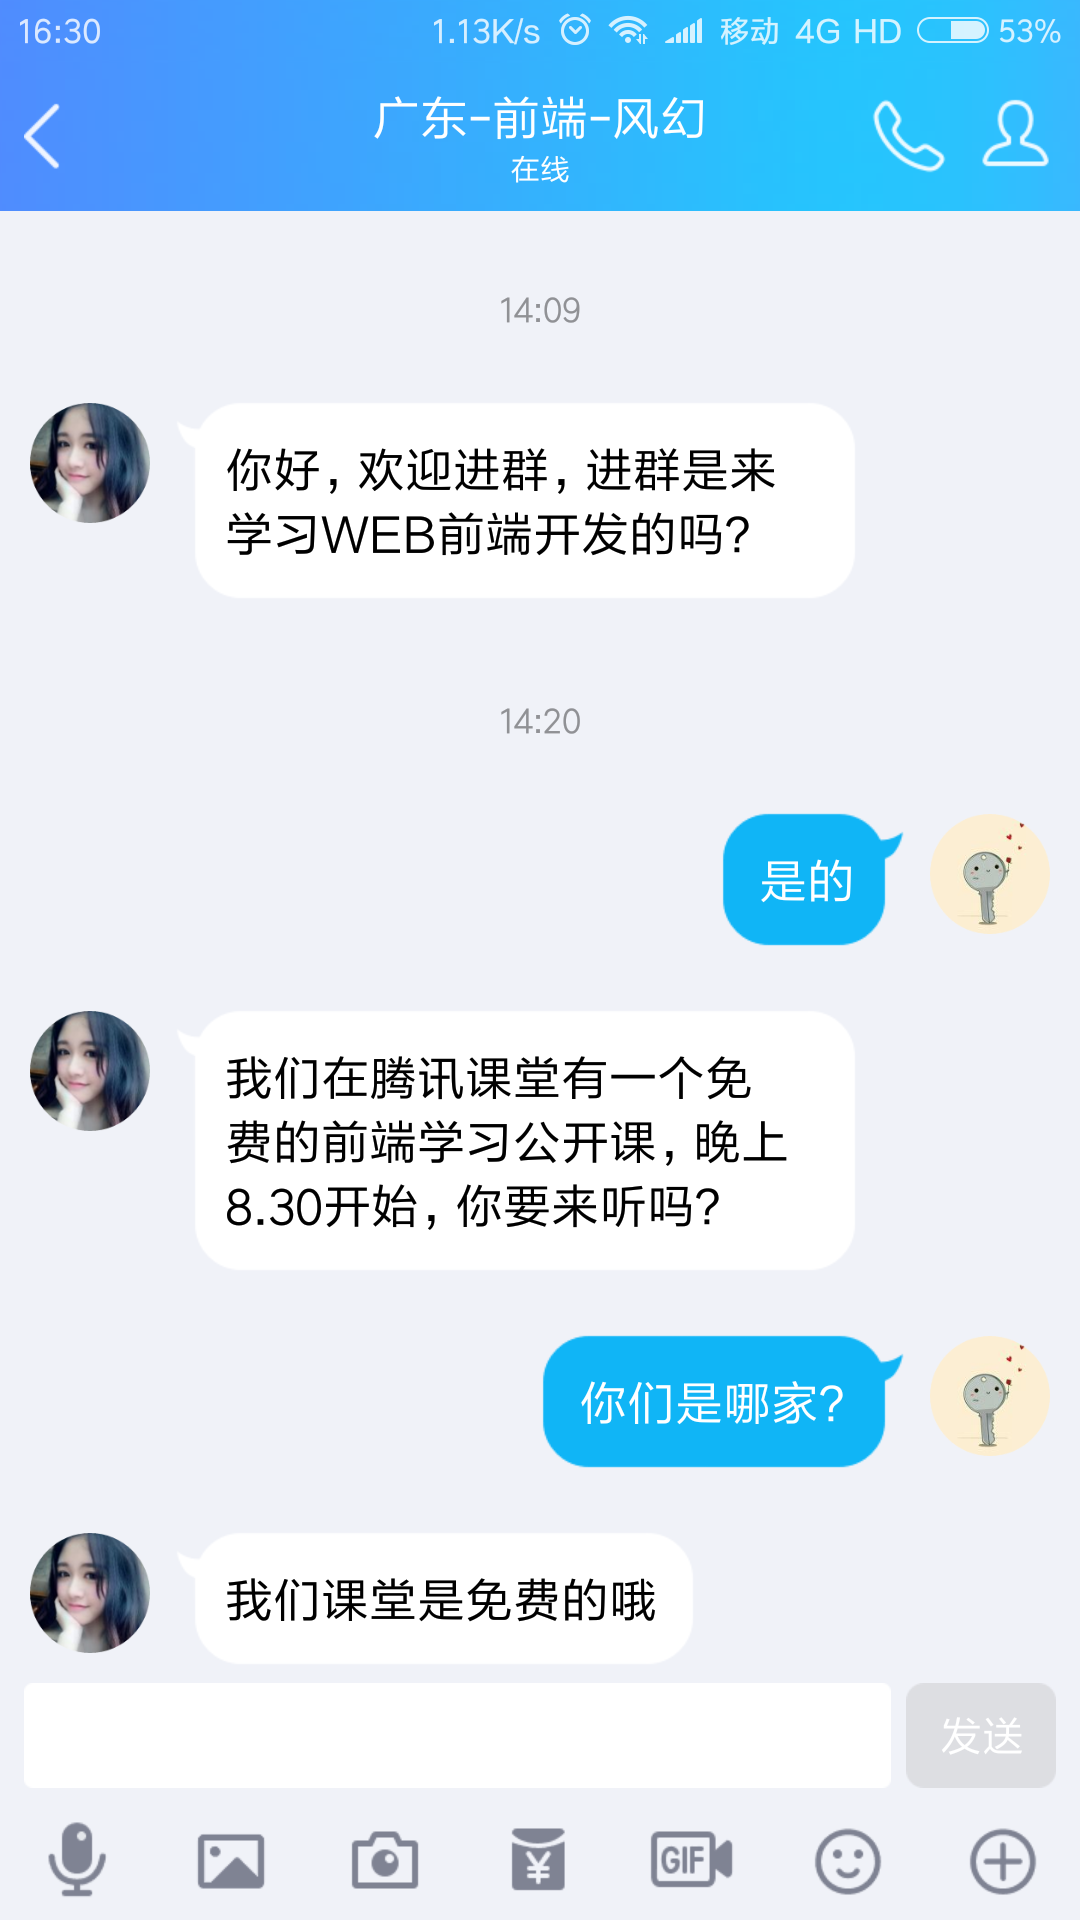 16:30 1.13K/s 移动 4G HD 53%
广东-前端-风幻
在线
14:09
你好，欢迎进群，进群是来
学习WEB前端开发的吗？
14:20
是的
我们在腾讯课堂有一个免
费的前端学习公开课，晚上
8.30开始，你要来听吗？
你们是哪家？
我们课堂是免费的哦
发送
¥ GIF